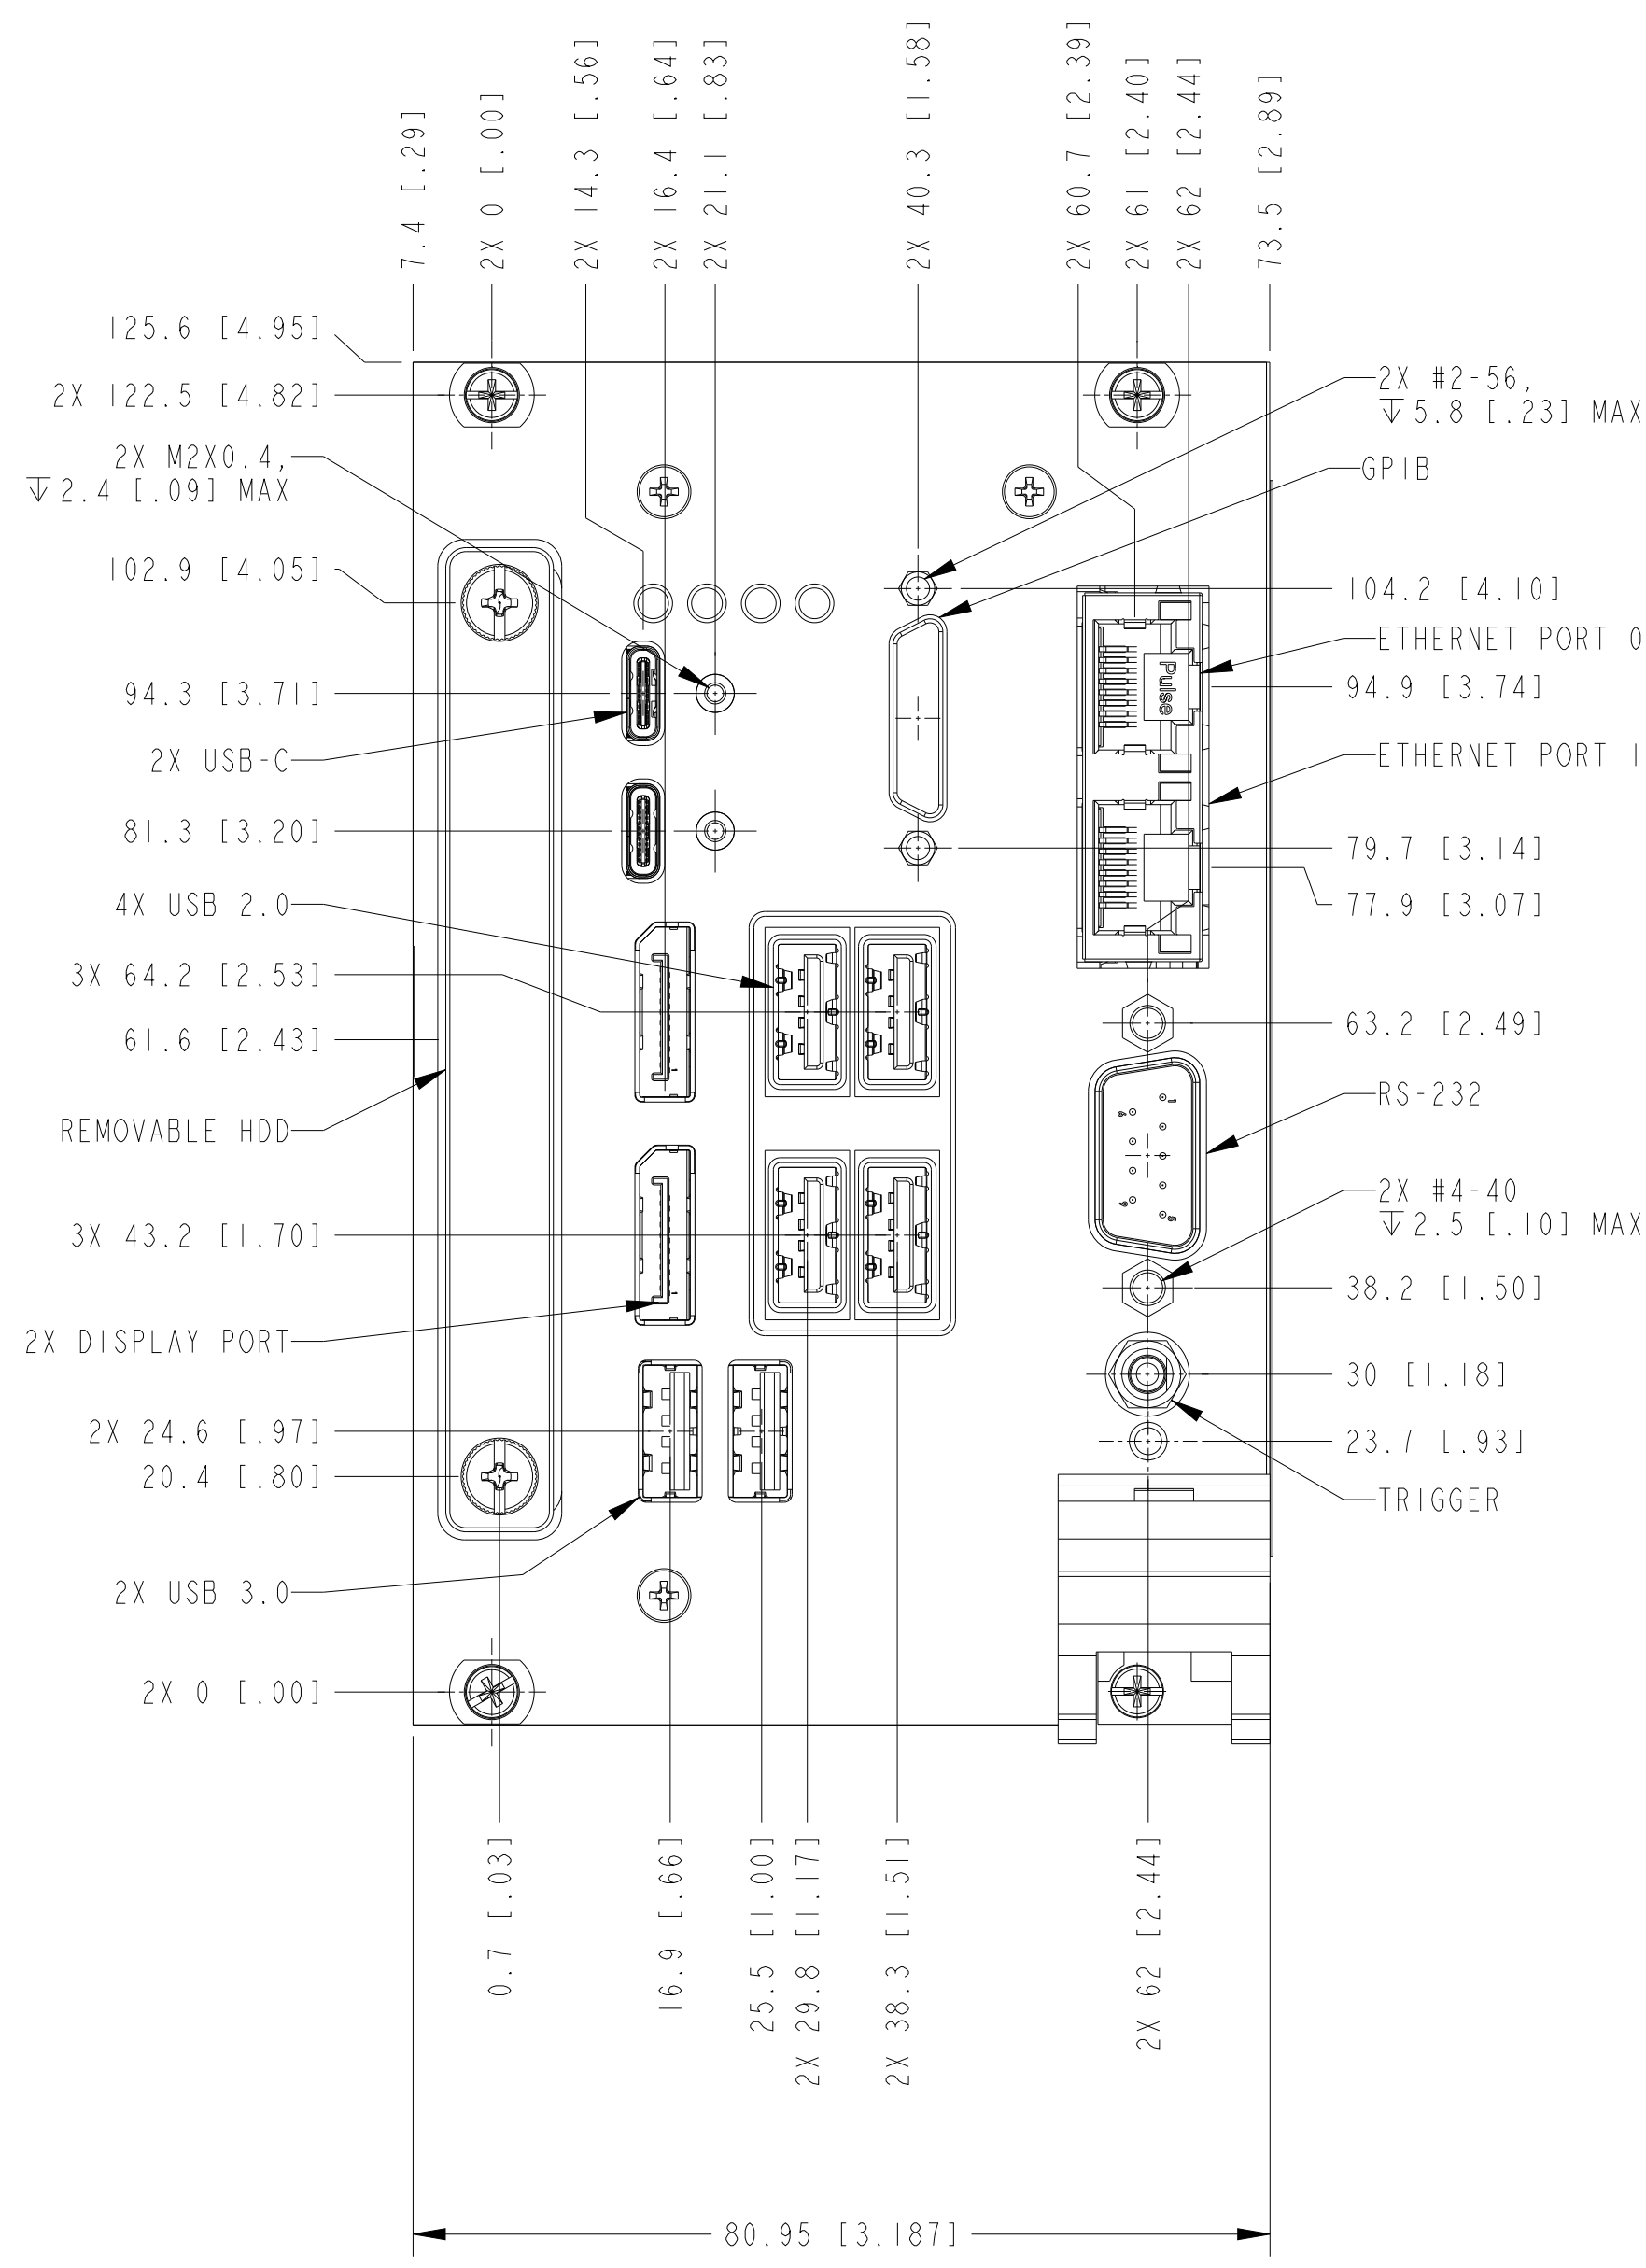 7.4 [.29]
2X 0 [.00]
2X 14.3 [.56]
2X 16.4 [.64]
2X 21.1 [.83]
2X 40.3 [1.58]
2X 60.7 [2.39]
2X 61 [2.40]
2X 62 [2.44]
73.5 [2.89]
125.6 [4.95]
2X 122.5 [4.82]
2X M2X0.4,
↧ 2.4 [.09] MAX
102.9 [4.05]
94.3 [3.71]
2X USB-C
81.3 [3.20]
4X USB 2.0
3X 64.2 [2.53]
61.6 [2.43]
REMOVABLE HDD
3X 43.2 [1.70]
2X DISPLAY PORT
2X 24.6 [.97]
20.4 [.80]
2X USB 3.0
2X 0 [.00]
2X #2-56,
↧ 5.8 [.23] MAX
GPIB
104.2 [4.10]
ETHERNET PORT 0
94.9 [3.74]
Pulse
ETHERNET PORT 1
79.7 [3.14]
77.9 [3.07]
63.2 [2.49]
RS-232
1
6
9
5
2X #4-40
↧ 2.5 [.10] MAX
38.2 [1.50]
30 [1.18]
23.7 [.93]
TRIGGER
0.7 [.03]
16.9 [.66]
25.5 [1.00]
2X 29.8 [1.17]
2X 38.3 [1.51]
2X 62 [2.44]
80.95 [3.187]